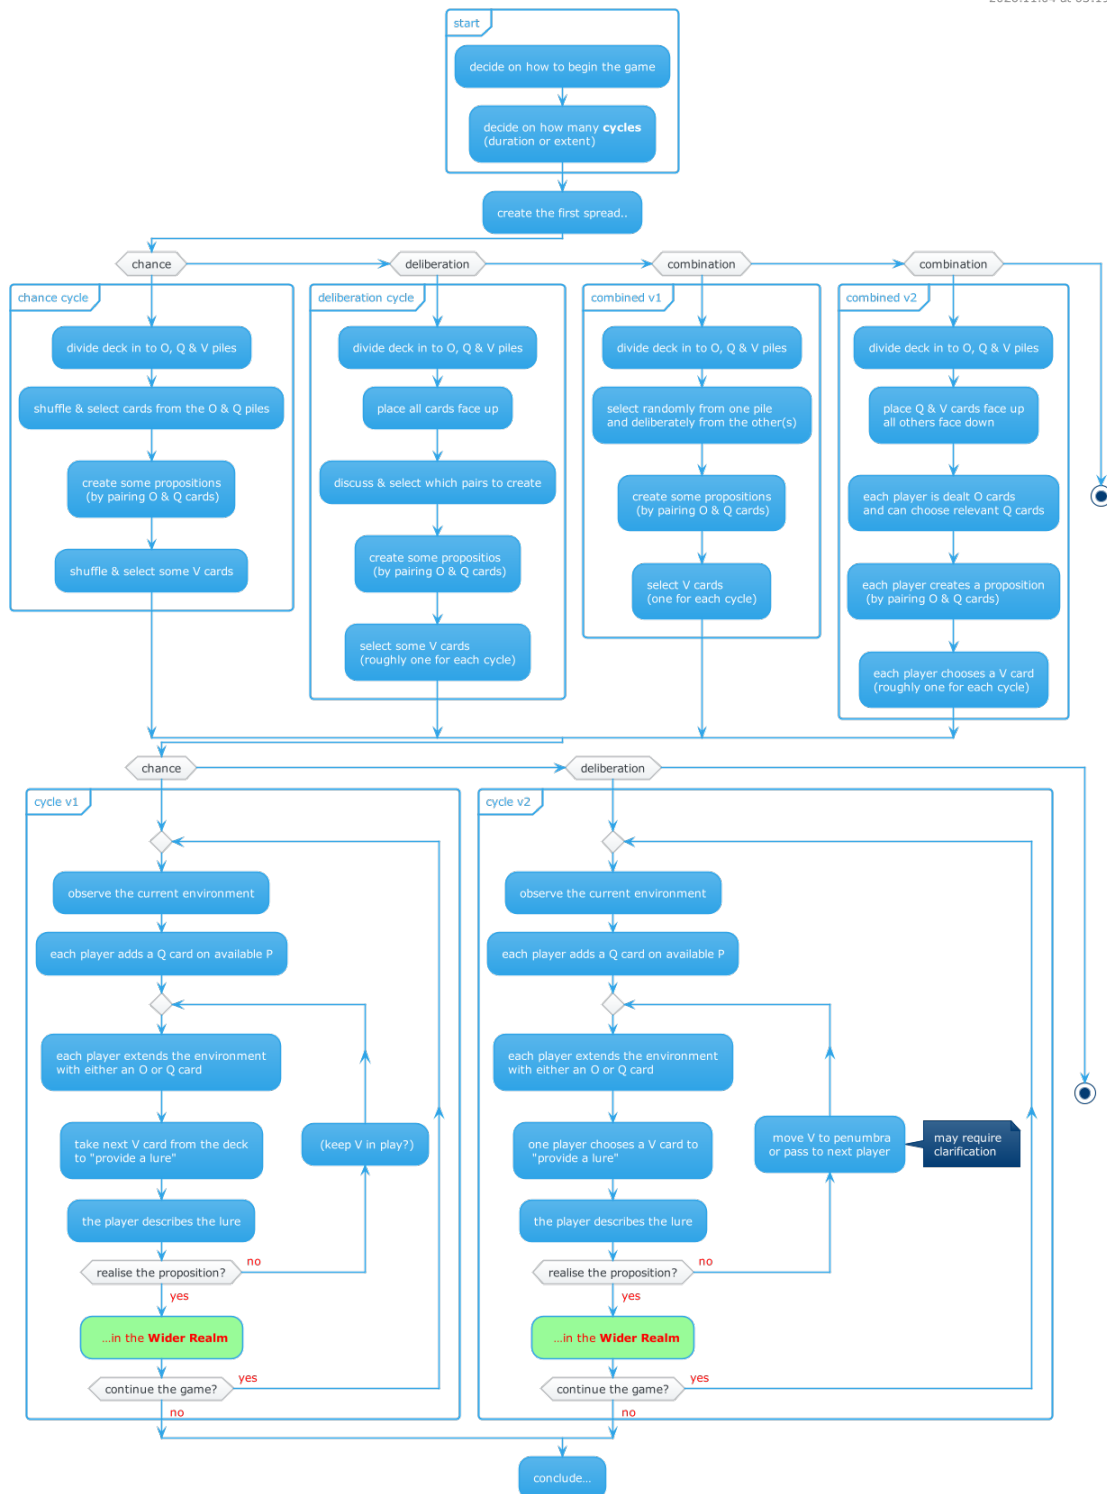 start
decide on how to begin the game
decide on how many cycles
(duration or extent)
create the first spread..
chance
deliberation
combination
combination
chance cycle
divide deck in to O, Q & V piles
shuffle & select cards from the O & Q piles
create some propositions
(by pairing O & Q cards)
shuffle & select some V cards
deliberation cycle
divide deck in to O, Q & V piles
place all cards face up
discuss & select which pairs to create
create some propositios
(by pairing O & Q cards)
select some V cards
(roughly one for each cycle)
combined v1
divide deck in to O, Q & V piles
select randomly from one pile
and deliberately from the other(s)
create some propositions
(by pairing O & Q cards)
select V cards
(one for each cycle)
combined v2
divide deck in to O, Q & V piles
place Q & V cards face up
all others face down
each player is dealt O cards
and can choose relevant Q cards
each player creates a proposition
(by pairing O & Q cards)
each player chooses a V card
(roughly one for each cycle)
chance
deliberation
cycle v1
observe the current environment
each player adds a Q card on available P
each player extends the environment
with either an O or Q card
take next V card from the deck
to "provide a lure"
(keep V in play?)
the player describes the lure
realise the proposition?
no
yes
...in the Wider Realm
continue the game?
yes
no
cycle v2
observe the current environment
each player adds a Q card on available P
each player extends the environment
with either an O or Q card
one player chooses a V card to
"provide a lure"
move V to penumbra
or pass to next player
may require
clarification
the player describes the lure
realise the proposition?
no
yes
...in the Wider Realm
continue the game?
yes
no
conclude...